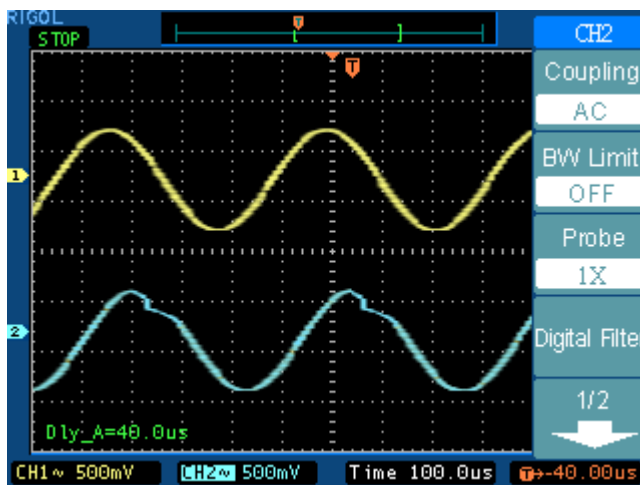 RIGOL
STOP
T
CH2
Coupling
AC
BW Limit
OFF
Probe
1X
Digital Filte
1/2
T
1
2
Dly_A=40.0us
CH1~ 500mV CH2~ 500mV Time 100.0us T→-40.00us